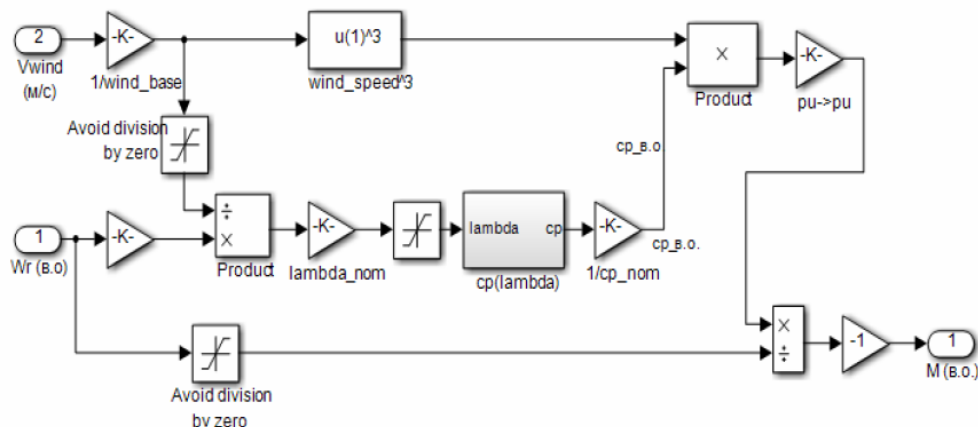 2
Vwind
(м/с)
-K-
1/wind_base
u(1)^3
wind_speed^3
X
Product
-K-
pu->pu
Avoid division
by zero
cp_в.о
1
Wr (в.о)
-K-
÷
X
Product
-K-
lambda_nom
lambda
cp
cp(lambda)
-K-
1/cp_nom
cp_в.о.
Avoid division
by zero
X
÷
-1
1
M (в.о.)